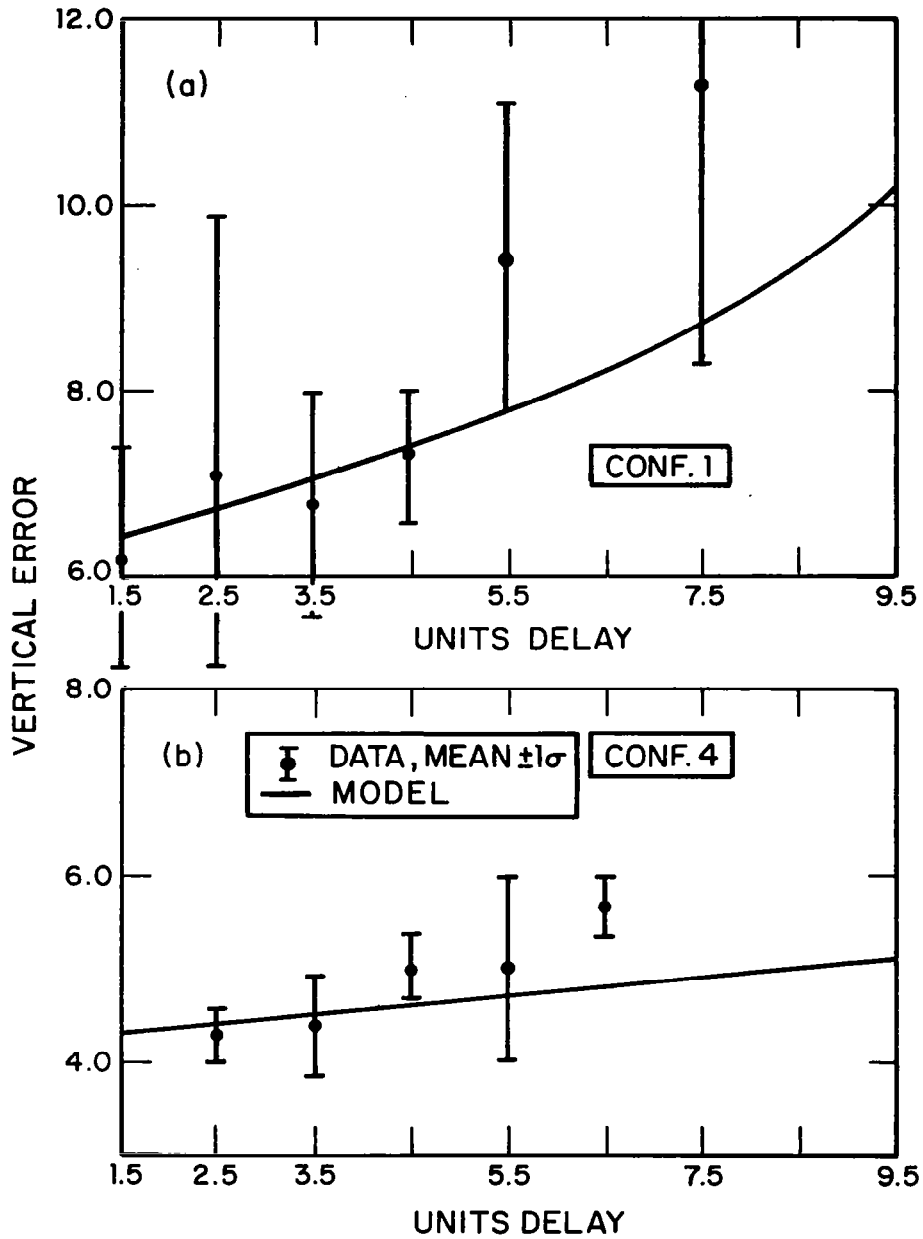 12.0
(a)
10.0
8.0
CONF. 1
6.0
1.5 2.5 3.5 5.5 7.5 9.5
UNITS DELAY
VERTICAL ERROR
8.0
(b)
DATA, MEAN ±1σ
MODEL
CONF. 4
6.0
4.0
1.5 2.5 3.5 5.5 7.5 9.5
UNITS DELAY